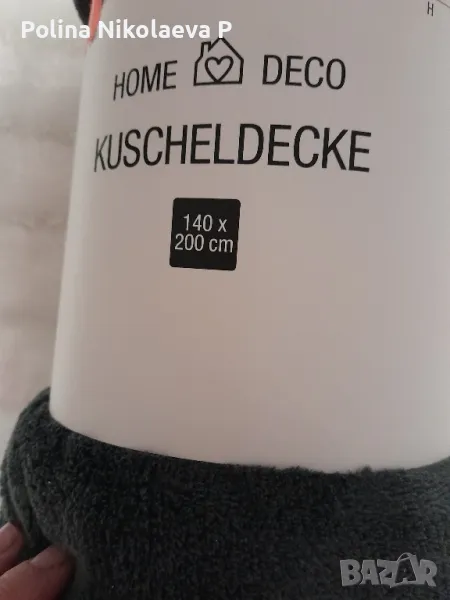 Polina Nikolaeva P
H
HOME DECO
KUSCHELDECKE
140 x
200 cm
BAZAR